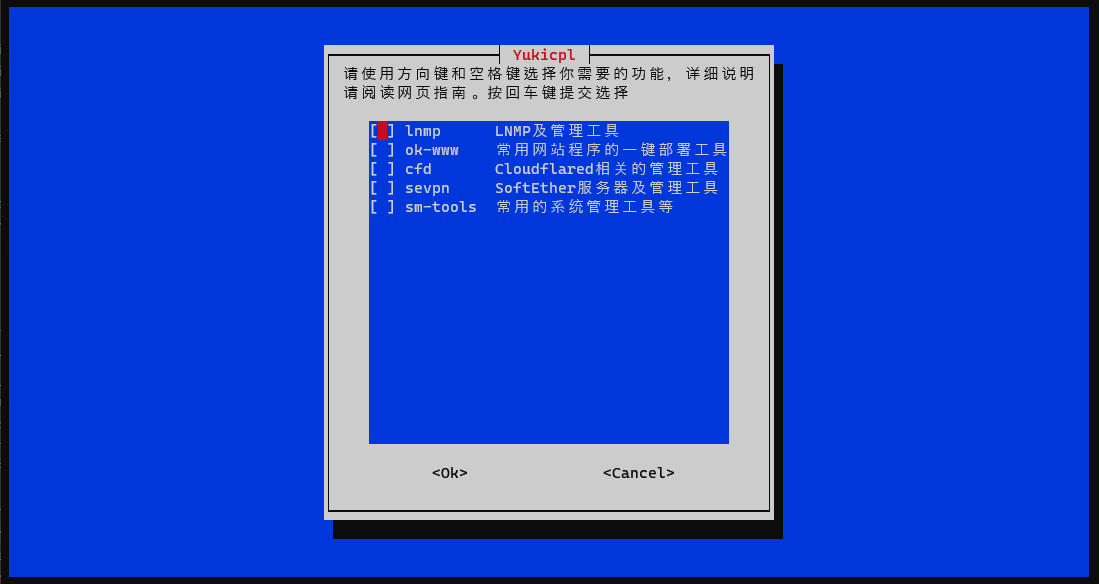 Yukicpl
请使用方向键和空格键选择你需要的功能，详细说明
请阅读网页指南。按回车键提交选择
[ ] lnmp LNMP及管理工具
[ ] ok-www 常用网站程序的一键部署工具
[ ] cfd Cloudflared相关的管理工具
[ ] sevpn SoftEther服务器及管理工具
[ ] sm-tools 常用的系统管理工具等
<Ok> <Cancel>